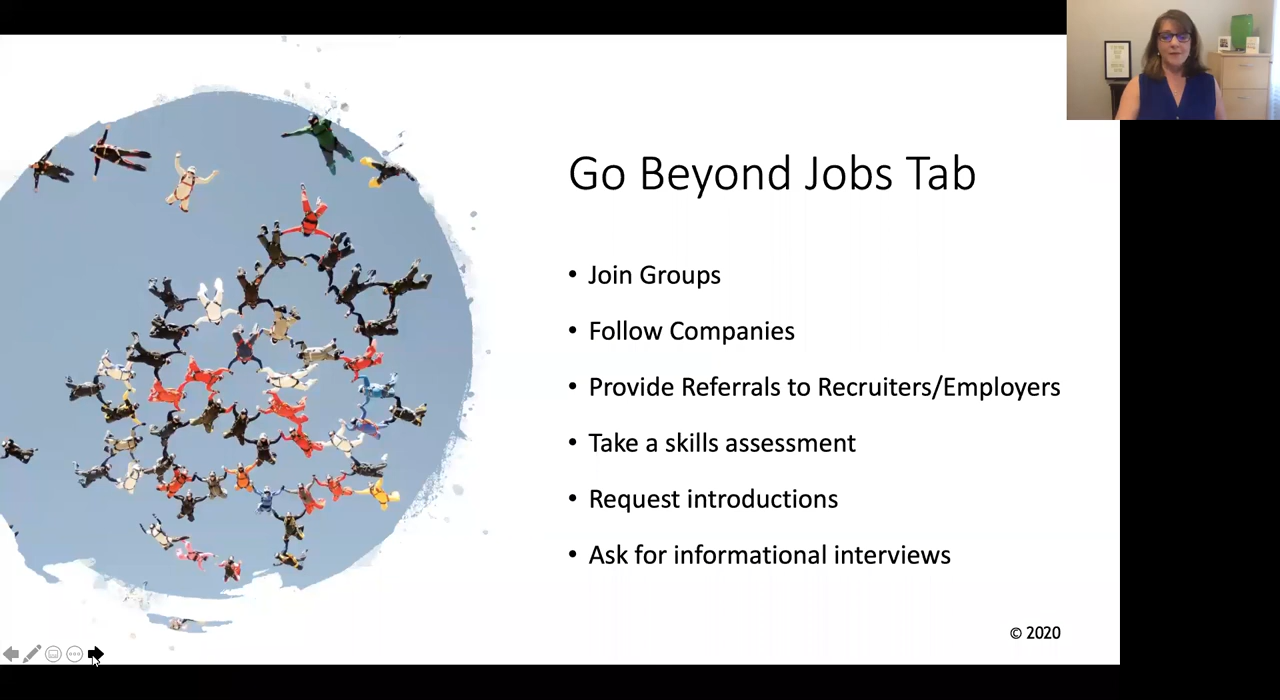 Go Beyond Jobs Tab
• Join Groups
• Follow Companies
• Provide Referrals to Recruiters/Employers
• Take a skills assessment
• Request introductions
• Ask for informational interviews
© 2020